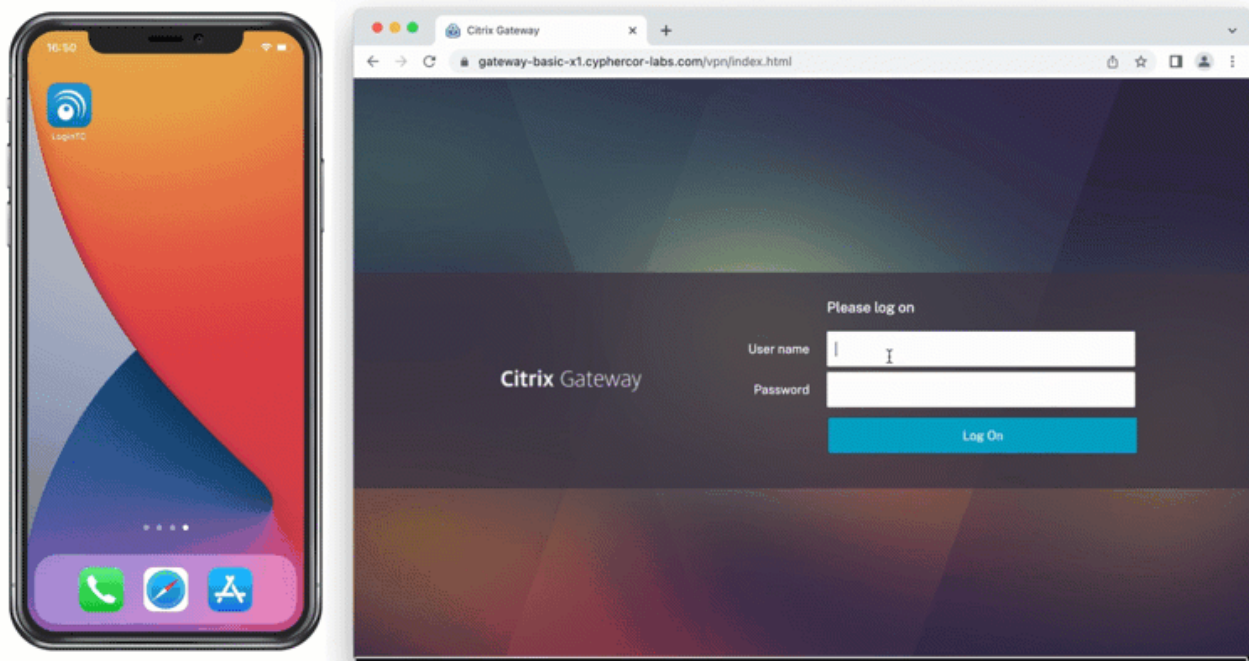 16:50
LoginTC
Citrix Gateway
gateway-basic-x1.cyphercor-labs.com/vpn/index.html
Please log on
User name
Citrix Gateway
Password
Log On